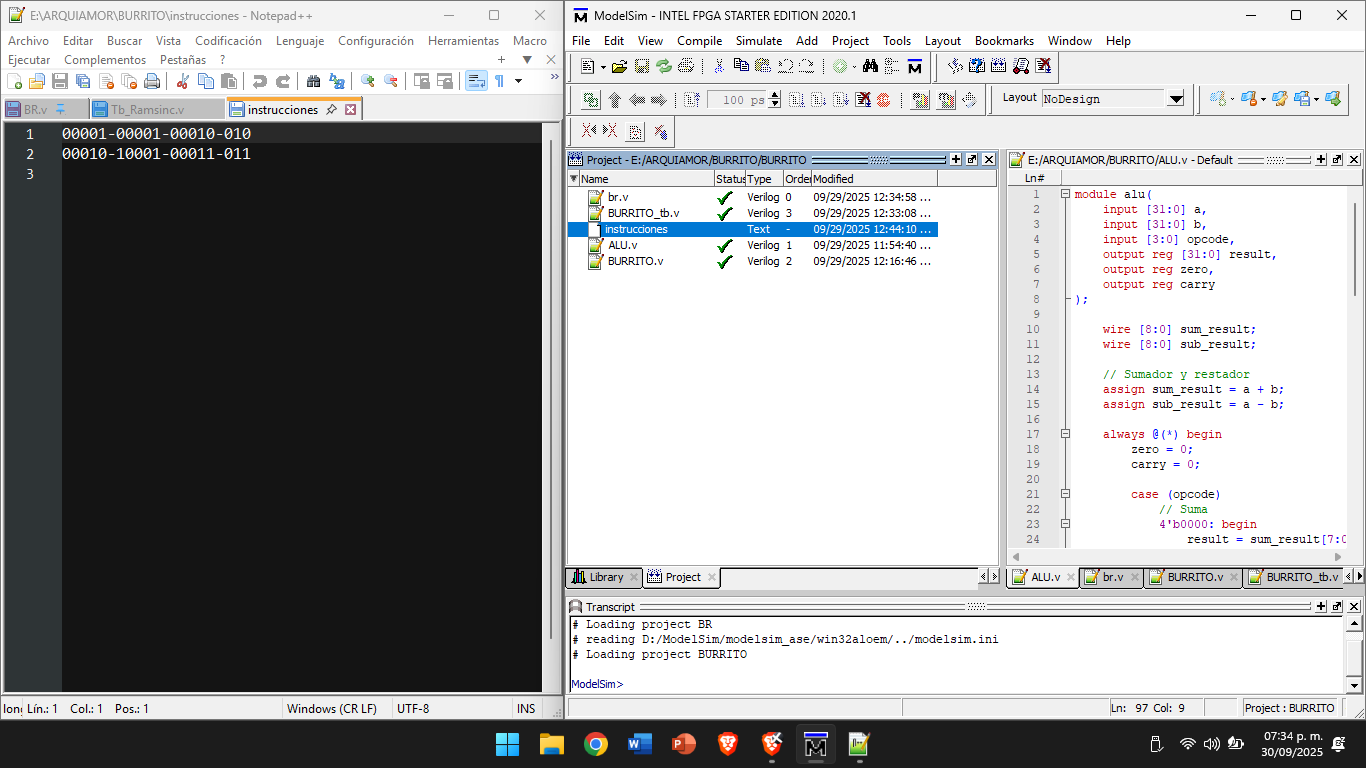 E:\ARQUIAMOR\BURRITO\instrucciones - Notepad++
Archivo Editar Buscar Vista Codificación Lenguaje Configuración Herramientas Macro
Ejecutar Complementos Pestañas ? + ▼ X
BR.v Tb_Ramsinc.v instrucciones
1 00001-00001-00010-010
2 00010-10001-00011-011
3
Lín.: 1 Col.: 1 Pos.: 1 Windows (CR LF) UTF-8 INS
ModelSim - INTEL FPGA STARTER EDITION 2020.1
File Edit View Compile Simulate Add Project Tools Layout Bookmarks Window Help
100 ps Layout NoDesign
Project - E:/ARQUIAMOR/BURRITO/BURRITO
Name Status Type Order Modified
br.v Verilog 0 09/29/2025 12:34:58 ...
BURRITO_tb.v Verilog 3 09/29/2025 12:33:08 ...
instrucciones Text - 09/29/2025 12:44:10 ...
ALU.v Verilog 1 09/29/2025 11:54:40 ...
BURRITO.v Verilog 2 09/29/2025 12:16:46 ...
Library Project
E:/ARQUIAMOR/BURRITO/ALU.v - Default
Ln#
1 module alu(
2 input [31:0] a,
3 input [31:0] b,
4 input [3:0] opcode,
5 output reg [31:0] result,
6 output reg zero,
7 output reg carry
8 );
9
10 wire [8:0] sum_result;
11 wire [8:0] sub_result;
12
13 // Sumador y restador
14 assign sum_result = a + b;
15 assign sub_result = a - b;
16
17 always @(*) begin
18 zero = 0;
19 carry = 0;
20
21 case (opcode)
22 // Suma
23 4'b0000: begin
24 result = sum_result[7:0
ALU.v br.v BURRITO.v BURRITO_tb.v
Transcript
# Loading project BR
# reading D:/ModelSim/modelsim_ase/win32aloem/../modelsim.ini
# Loading project BURRITO
ModelSim>
Ln: 97 Col: 9 Project : BURRITO
07:34 p. m.
30/09/2025